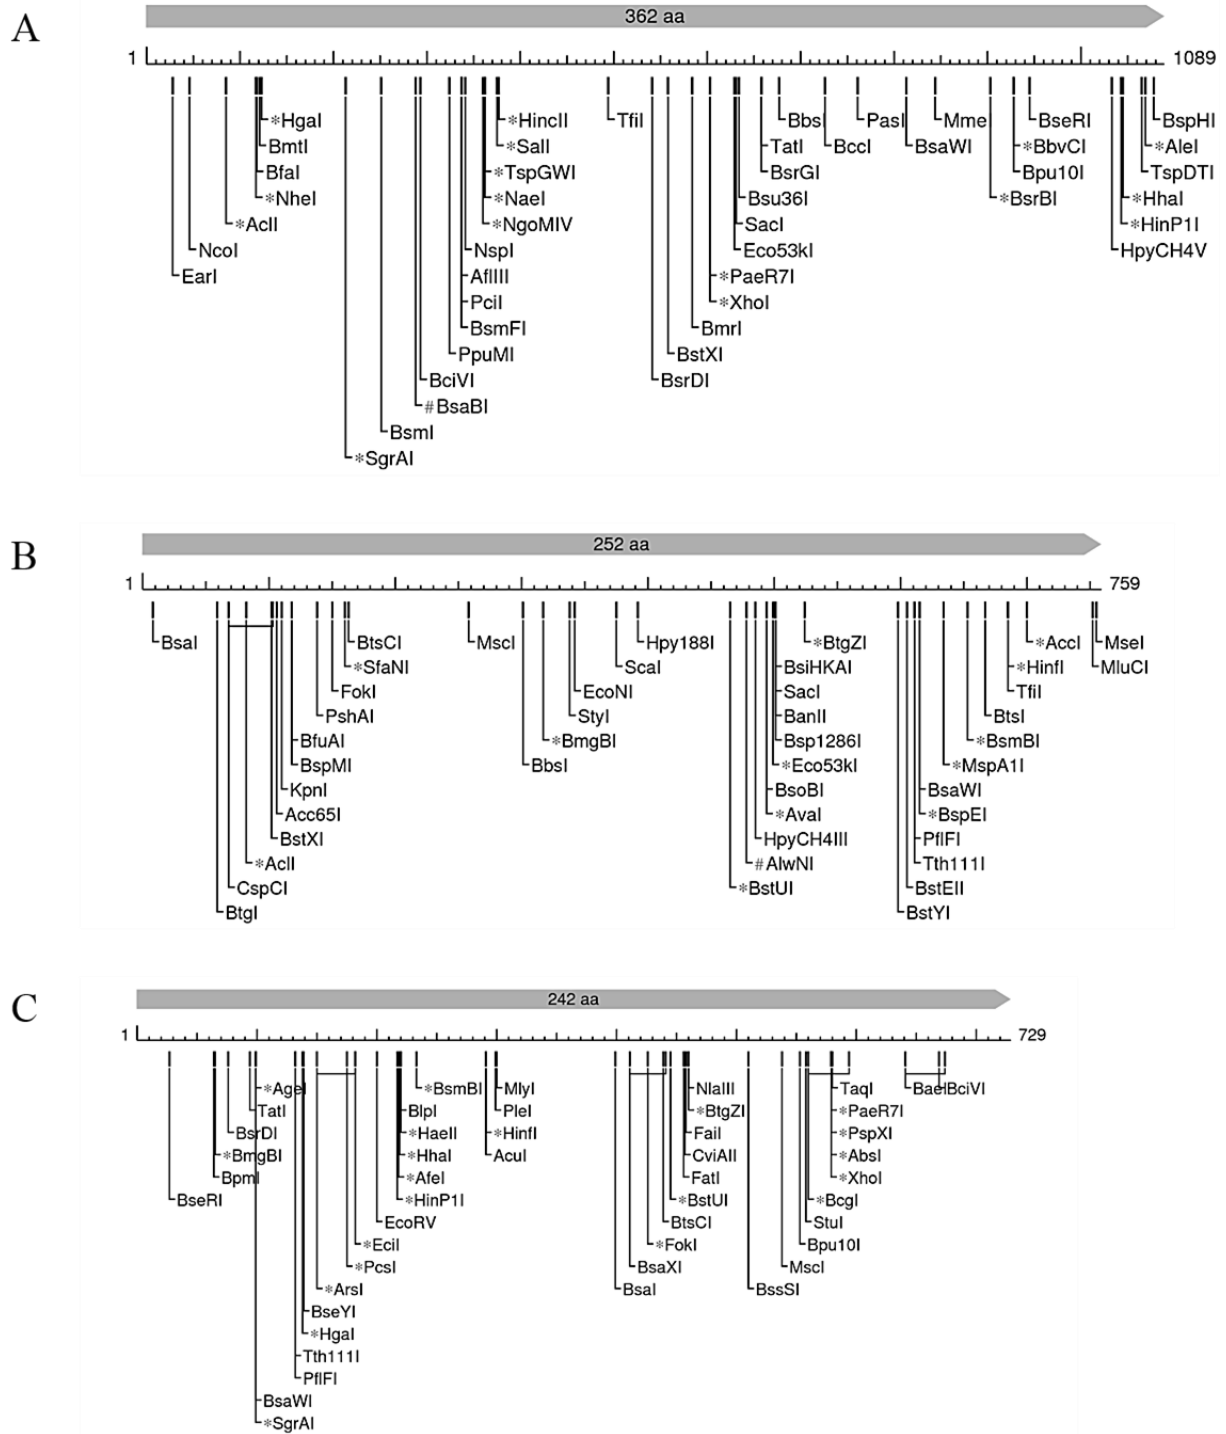 A
362 aa
1 1089
*HgaI *HincII TfiI BbsI PasI MmeI BseRI BspHI
BmtI *SalI TatI BccI BsaWI *BbvCI *AleI
BfaI *TspGWI BsrGI Bpu10I TspDTI
*NheI *NaeI Bsu36I *BsrBI *HhaI
*AclI *NgoMIV SacI *HinP1I
NcoI NspI Eco53kI HpyCH4V
EarI AflIII *PaeR7I
PciI *XhoI
BsmFI BmrI
PpuMI BstXI
BciVI BsrDI
#BsaBI
BsmI
*SgrAI
B
252 aa
1 759
BsaI BtsCI MscI Hpy188I *BtgZI *AccI MseI
*SfaNI ScaI BsiHKAI *HinfI MluCI
FokI EcoNI SacI TfiI
PshAI StyI BanII BtsI
BfuAI *BmgBI Bsp1286I *BsmBI
BspMI BbsI *Eco53kI *MspA1I
KpnI BsoBI BsaWI
Acc65I *AvaI *BspEI
BstXI HpyCH4III PflFI
*AclI #AlwNI Tth111I
CspCI *BstUI BstEII
BtgI BstYI
C
242 aa
1 729
*AgeI *BsmBI MlyI NlaIII TaqI BaeI BciVI
TatI BlpI PleI *BtgZI *PaeR7I
BsrDI *HaeII *HinfI FaiI *PspXI
*BmgBI *HhaI AcuI CviAII *AbsI
BpmI *AfeI FatI *XhoI
BseRI *HinP1I *BstUI *BcgI
EcoRV BtsCI StuI
*EciI *FokI Bpu10I
*PcsI BsaXI MscI
*ArsI BsaI BssSI
BseYI
*HgaI
Tth111I
PflFI
BsaWI
*SgrAI